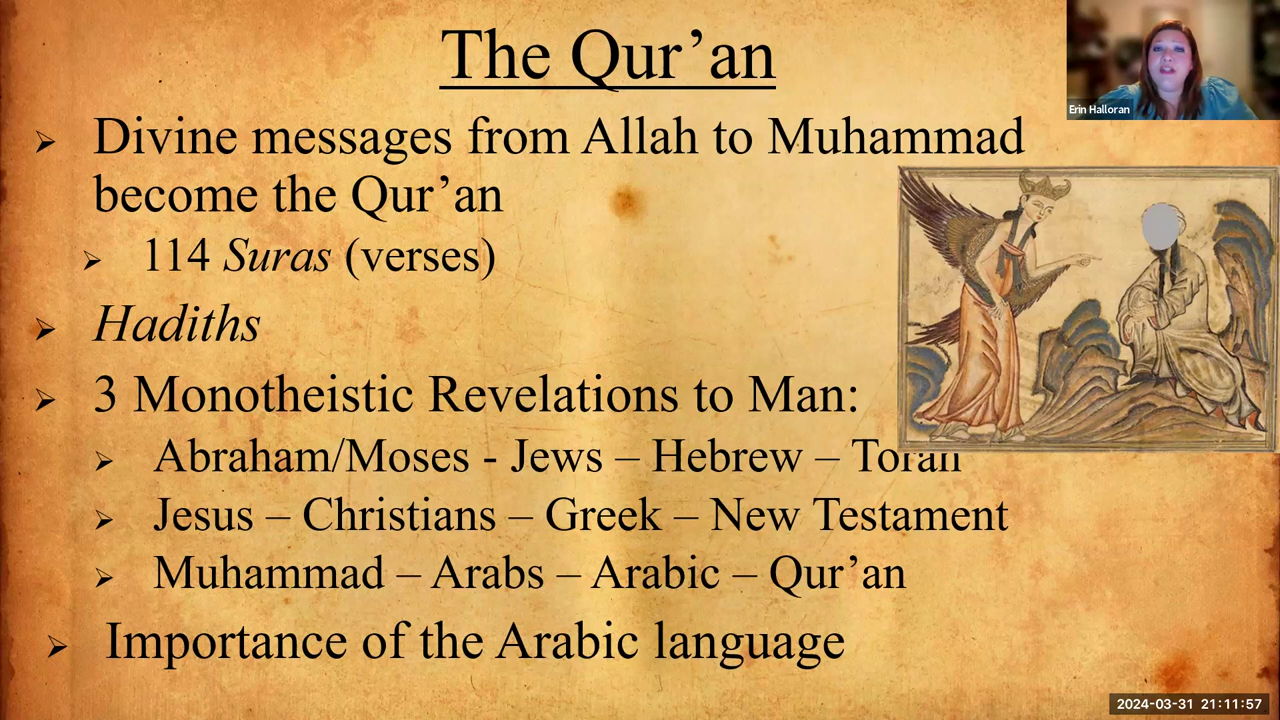 The Qur’an
Erin Halloran
➢ Divine messages from Allah to Muhammad
become the Qur’an
➢ 114 Suras (verses)
➢ Hadiths
➢ 3 Monotheistic Revelations to Man:
➢ Abraham/Moses - Jews – Hebrew – Torah
➢ Jesus – Christians – Greek – New Testament
➢ Muhammad – Arabs – Arabic – Qur’an
➢ Importance of the Arabic language
2024-03-31 21:11:57